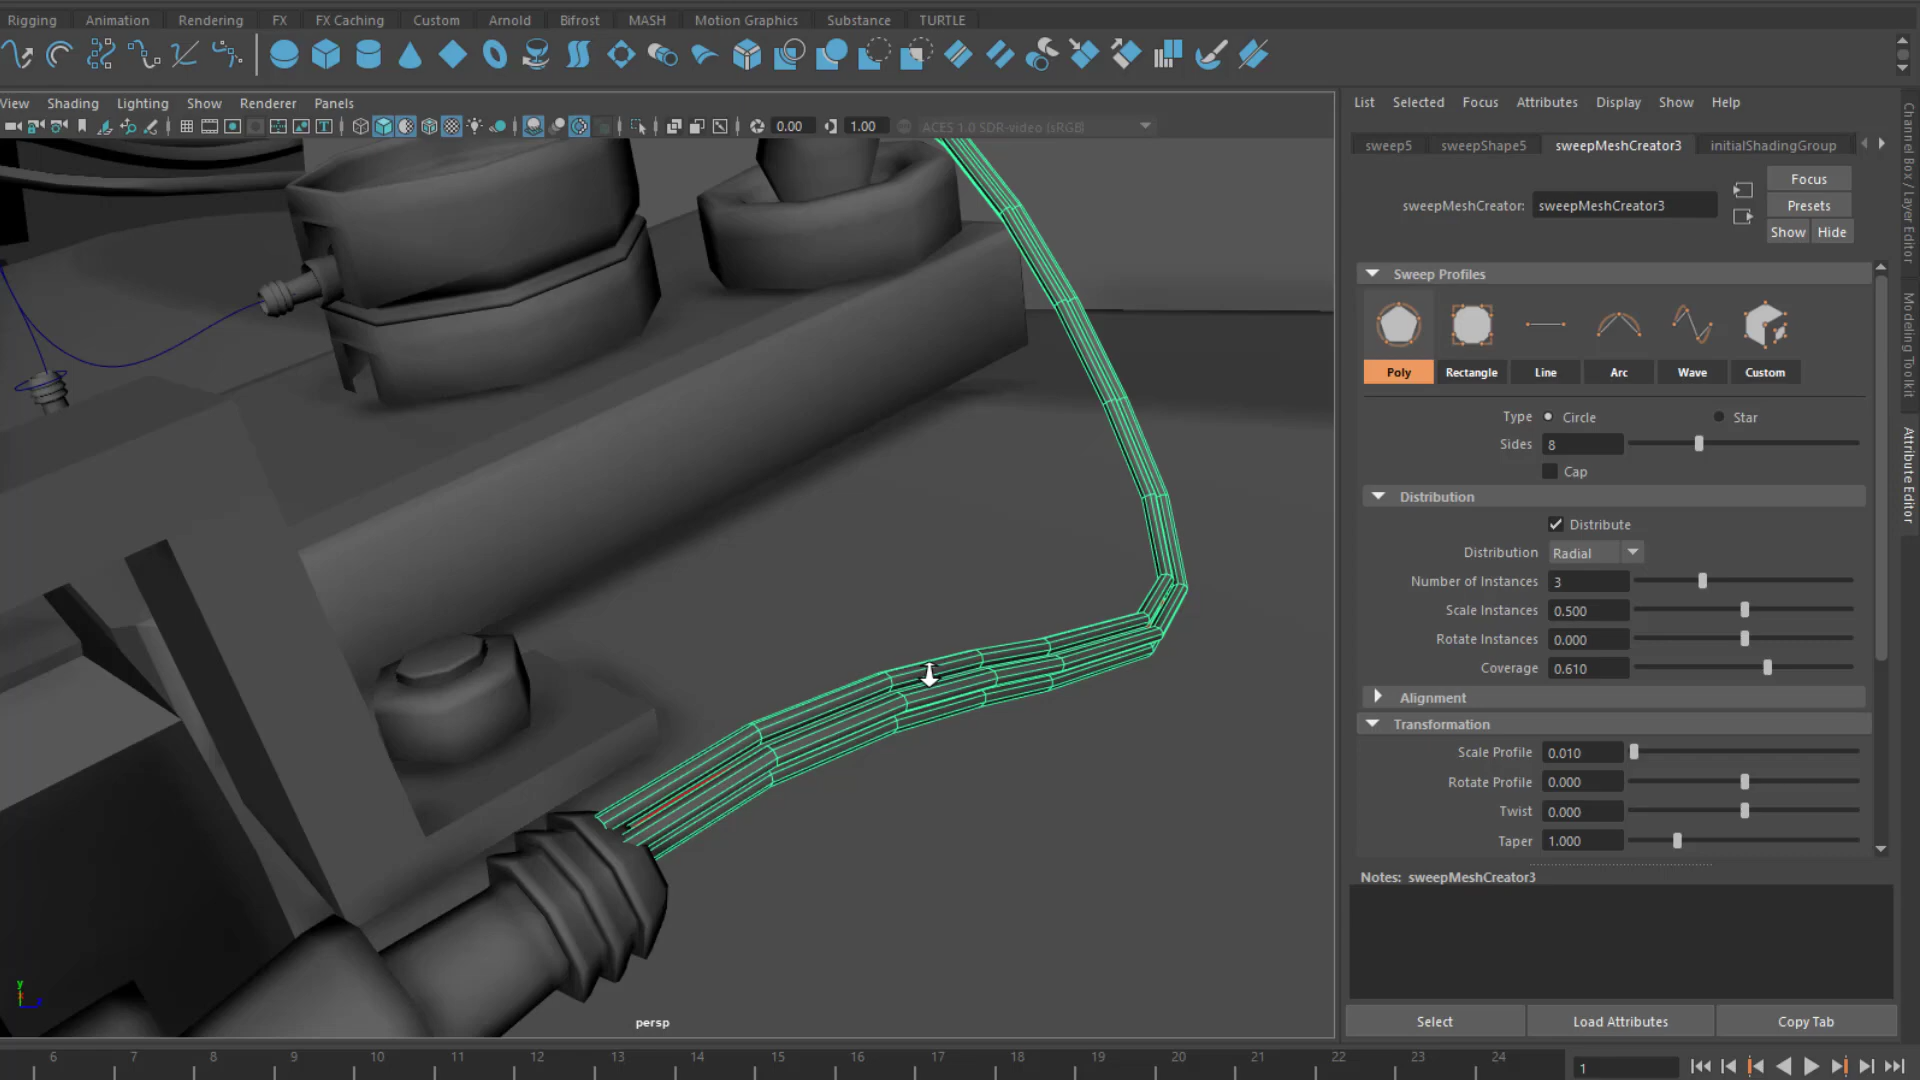 Rigging Animation Rendering FX FX Caching Custom Arnold Bifrost MASH Motion Graphics Substance TURTLE
View Shading Lighting Show Renderer Panels
0.00 1.00 ACES 1.0 SDR-video (sRGB)
persp
List Selected Focus Attributes Display Show Help
sweep5 sweepShape5 sweepMeshCreator3 initialShadingGroup
Focus
sweepMeshCreator: sweepMeshCreator3 Presets
Show Hide
Sweep Profiles
Poly Rectangle Line Arc Wave Custom
Type Circle Star
Sides 8
Cap
Distribution
Distribute
Distribution Radial
Number of Instances 3
Scale Instances 0.500
Rotate Instances 0.000
Coverage 0.610
Alignment
Transformation
Scale Profile 0.010
Rotate Profile 0.000
Twist 0.000
Taper 1.000
Notes: sweepMeshCreator3
Select Load Attributes Copy Tab
Channel Box / Layer Editor
Modeling Toolkit
Attribute Editor
y
6 7 8 9 10 11 12 13 14 15 16 17 18 19 20 21 22 23 24
1